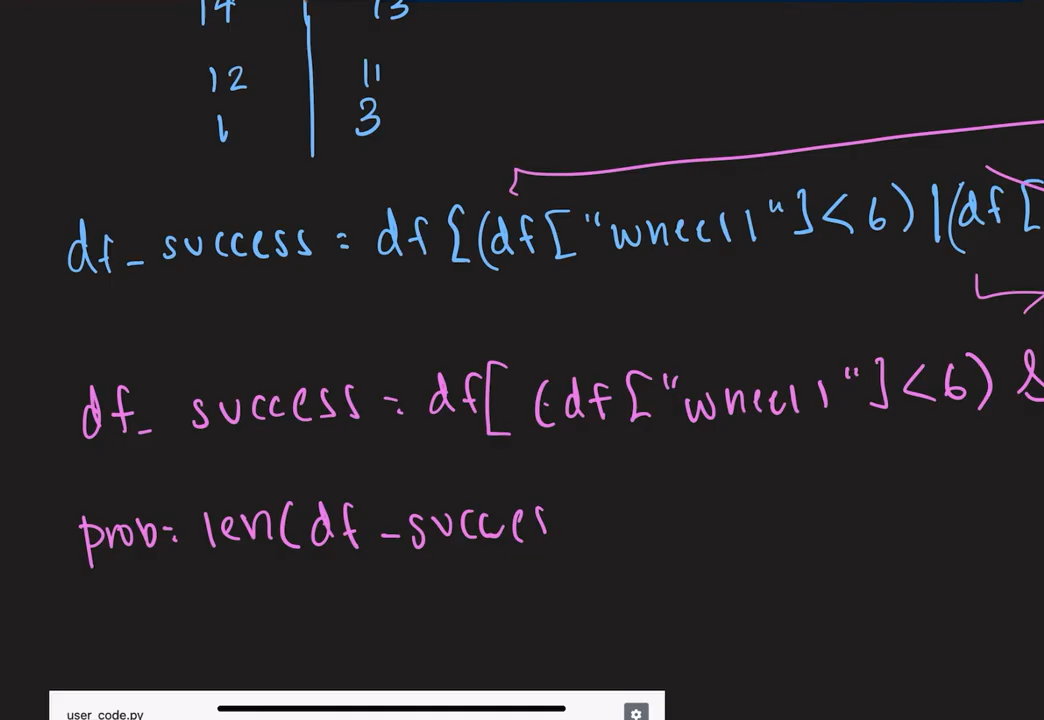 14 13
12 11
1 3
df_success = df[(df["wheel1"]<6)|(df[
df_success = df[(df["wheel1"]<6) &
prob= len(df_succes
user_code.py